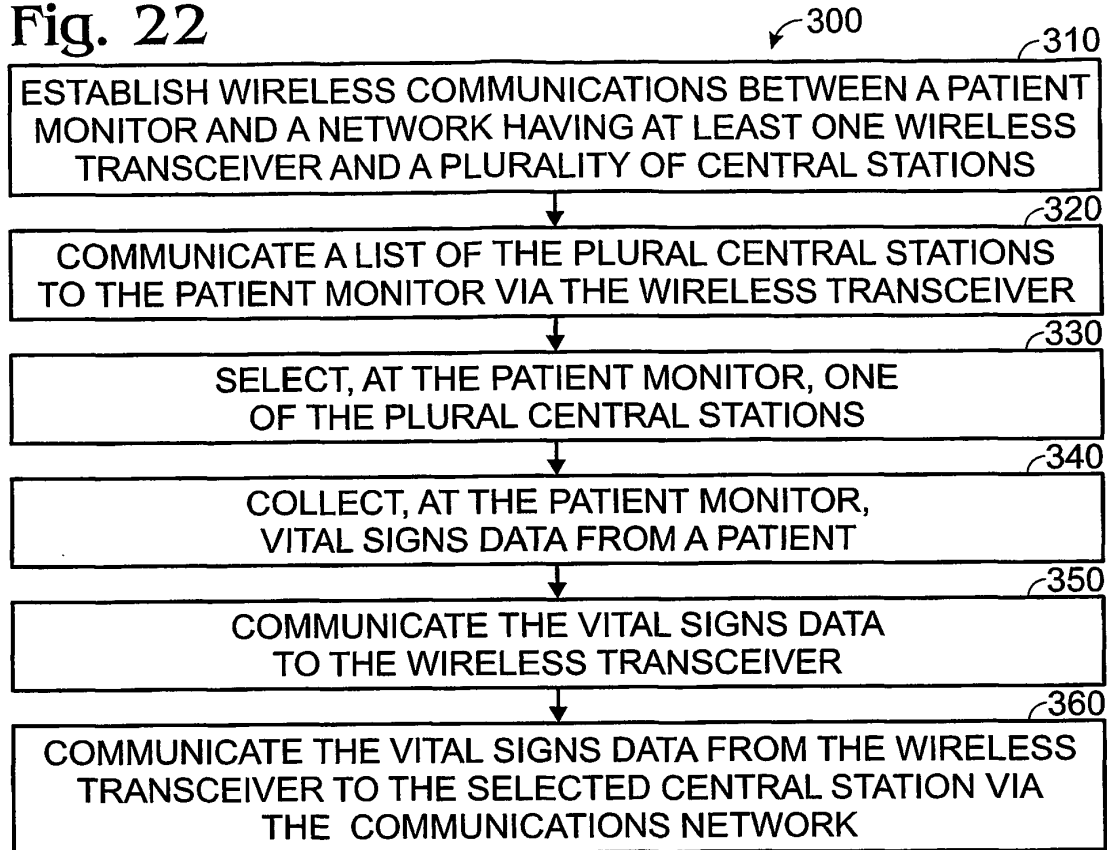 Fig. 22
300
310
ESTABLISH WIRELESS COMMUNICATIONS BETWEEN A PATIENT
MONITOR AND A NETWORK HAVING AT LEAST ONE WIRELESS
TRANSCEIVER AND A PLURALITY OF CENTRAL STATIONS
320
COMMUNICATE A LIST OF THE PLURAL CENTRAL STATIONS
TO THE PATIENT MONITOR VIA THE WIRELESS TRANSCEIVER
330
SELECT, AT THE PATIENT MONITOR, ONE
OF THE PLURAL CENTRAL STATIONS
340
COLLECT, AT THE PATIENT MONITOR,
VITAL SIGNS DATA FROM A PATIENT
350
COMMUNICATE THE VITAL SIGNS DATA
TO THE WIRELESS TRANSCEIVER
360
COMMUNICATE THE VITAL SIGNS DATA FROM THE WIRELESS
TRANSCEIVER TO THE SELECTED CENTRAL STATION VIA
THE COMMUNICATIONS NETWORK